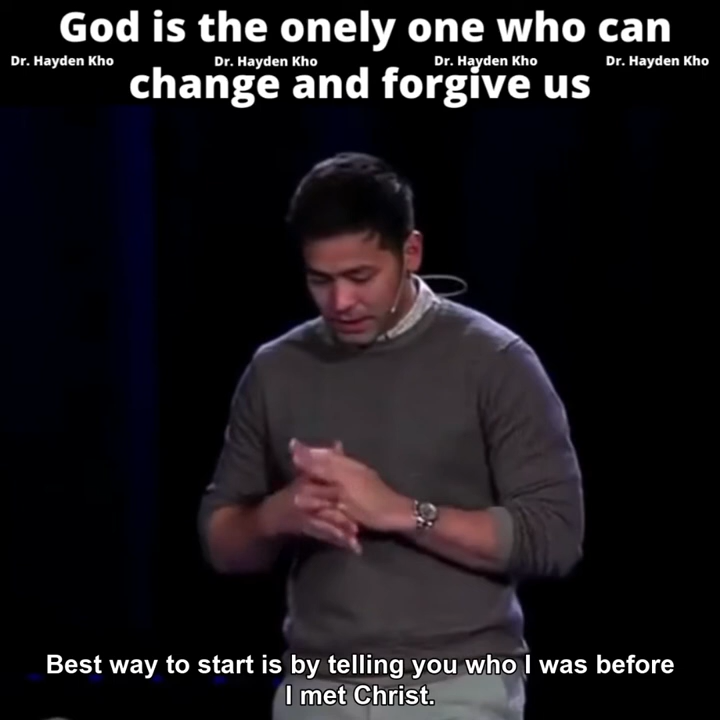 God is the onely one who can
Dr. Hayden Kho Dr. Hayden Kho Dr. Hayden Kho Dr. Hayden Kho
change and forgive us
Best way to start is by telling you who I was before
I met Christ.